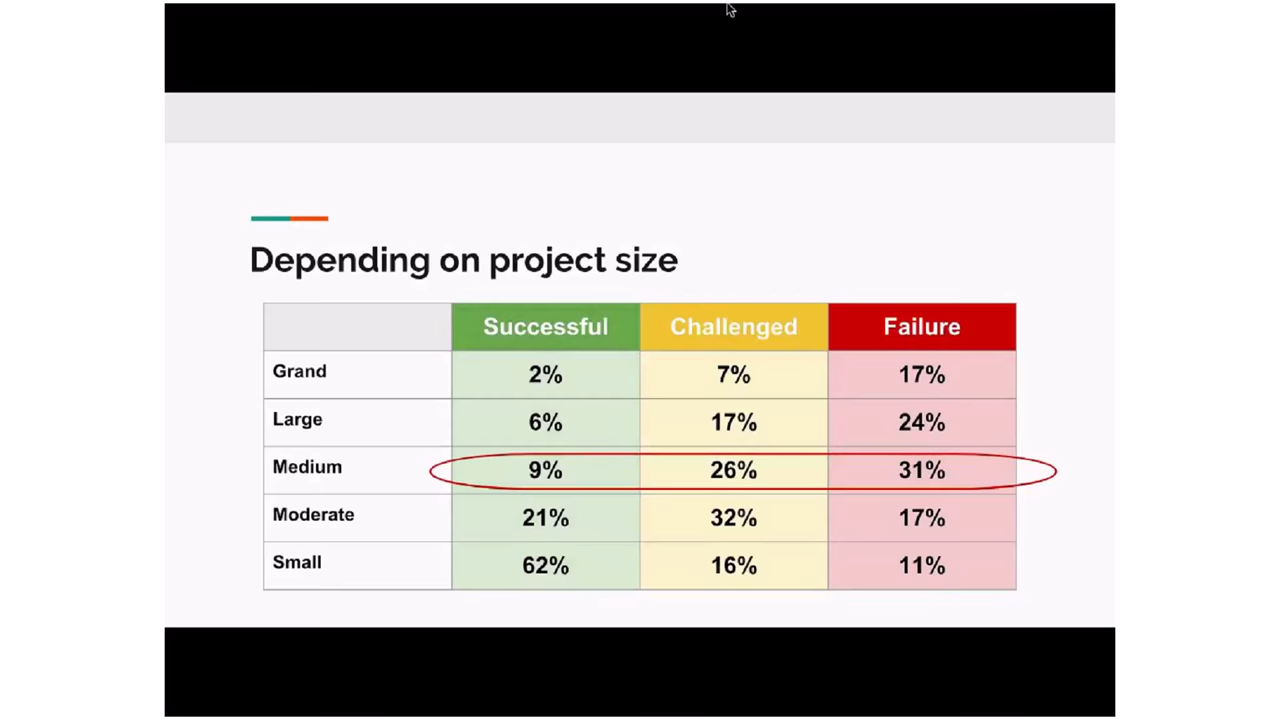 Depending on project size
Successful Challenged Failure
Grand 2% 7% 17%
Large 6% 17% 24%
Medium 9% 26% 31%
Moderate 21% 32% 17%
Small 62% 16% 11%